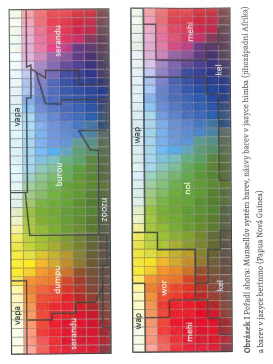 vapa
serandu
vapa
burou
dumbu
serandu
zoozu
wap
mehi
kel
nol
wap
wor
mehi
kel
Obrázek 1 Pořadí shora: Munsellův systém barev, názvy barev v jazyce himba (jihozápadní Afrika)
a barev v jazyce berinmo (Papua Nová Guinea)